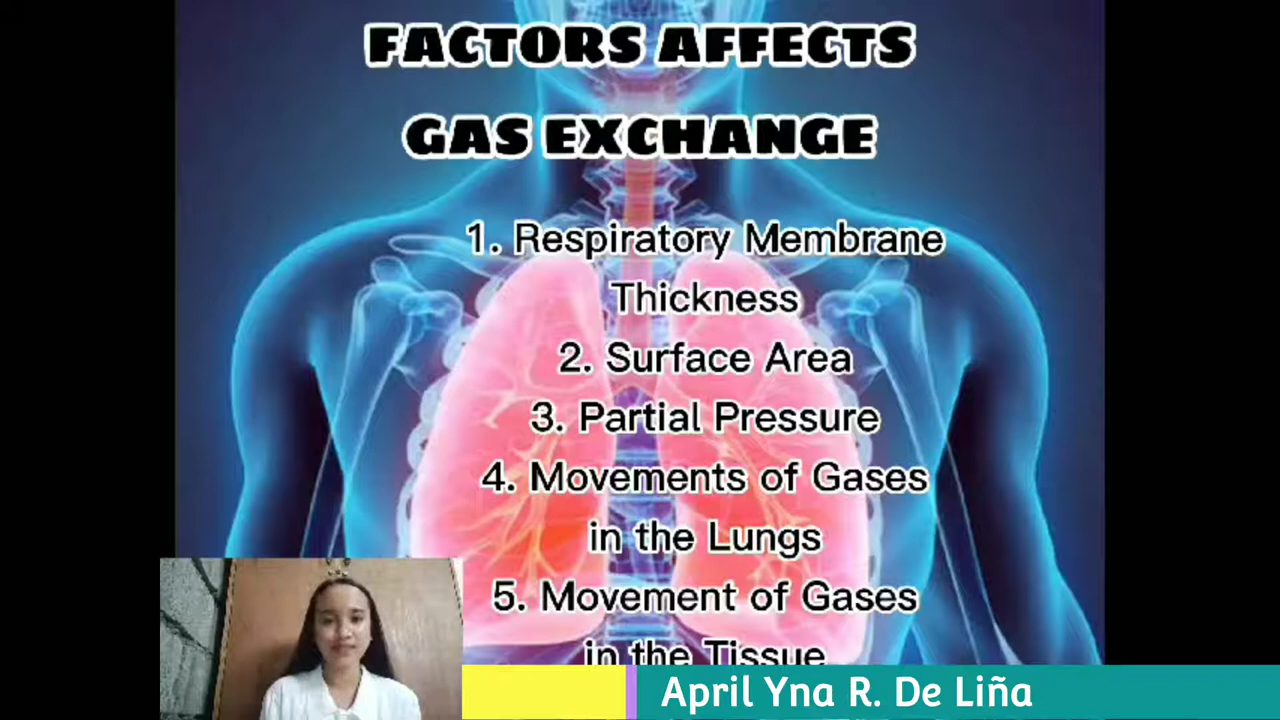 FACTORS AFFECTS
GAS EXCHANGE
1. Respiratory Membrane
Thickness
2. Surface Area
3. Partial Pressure
4. Movements of Gases
in the Lungs
5. Movement of Gases
in the Tissue
April Yna R. De Liña